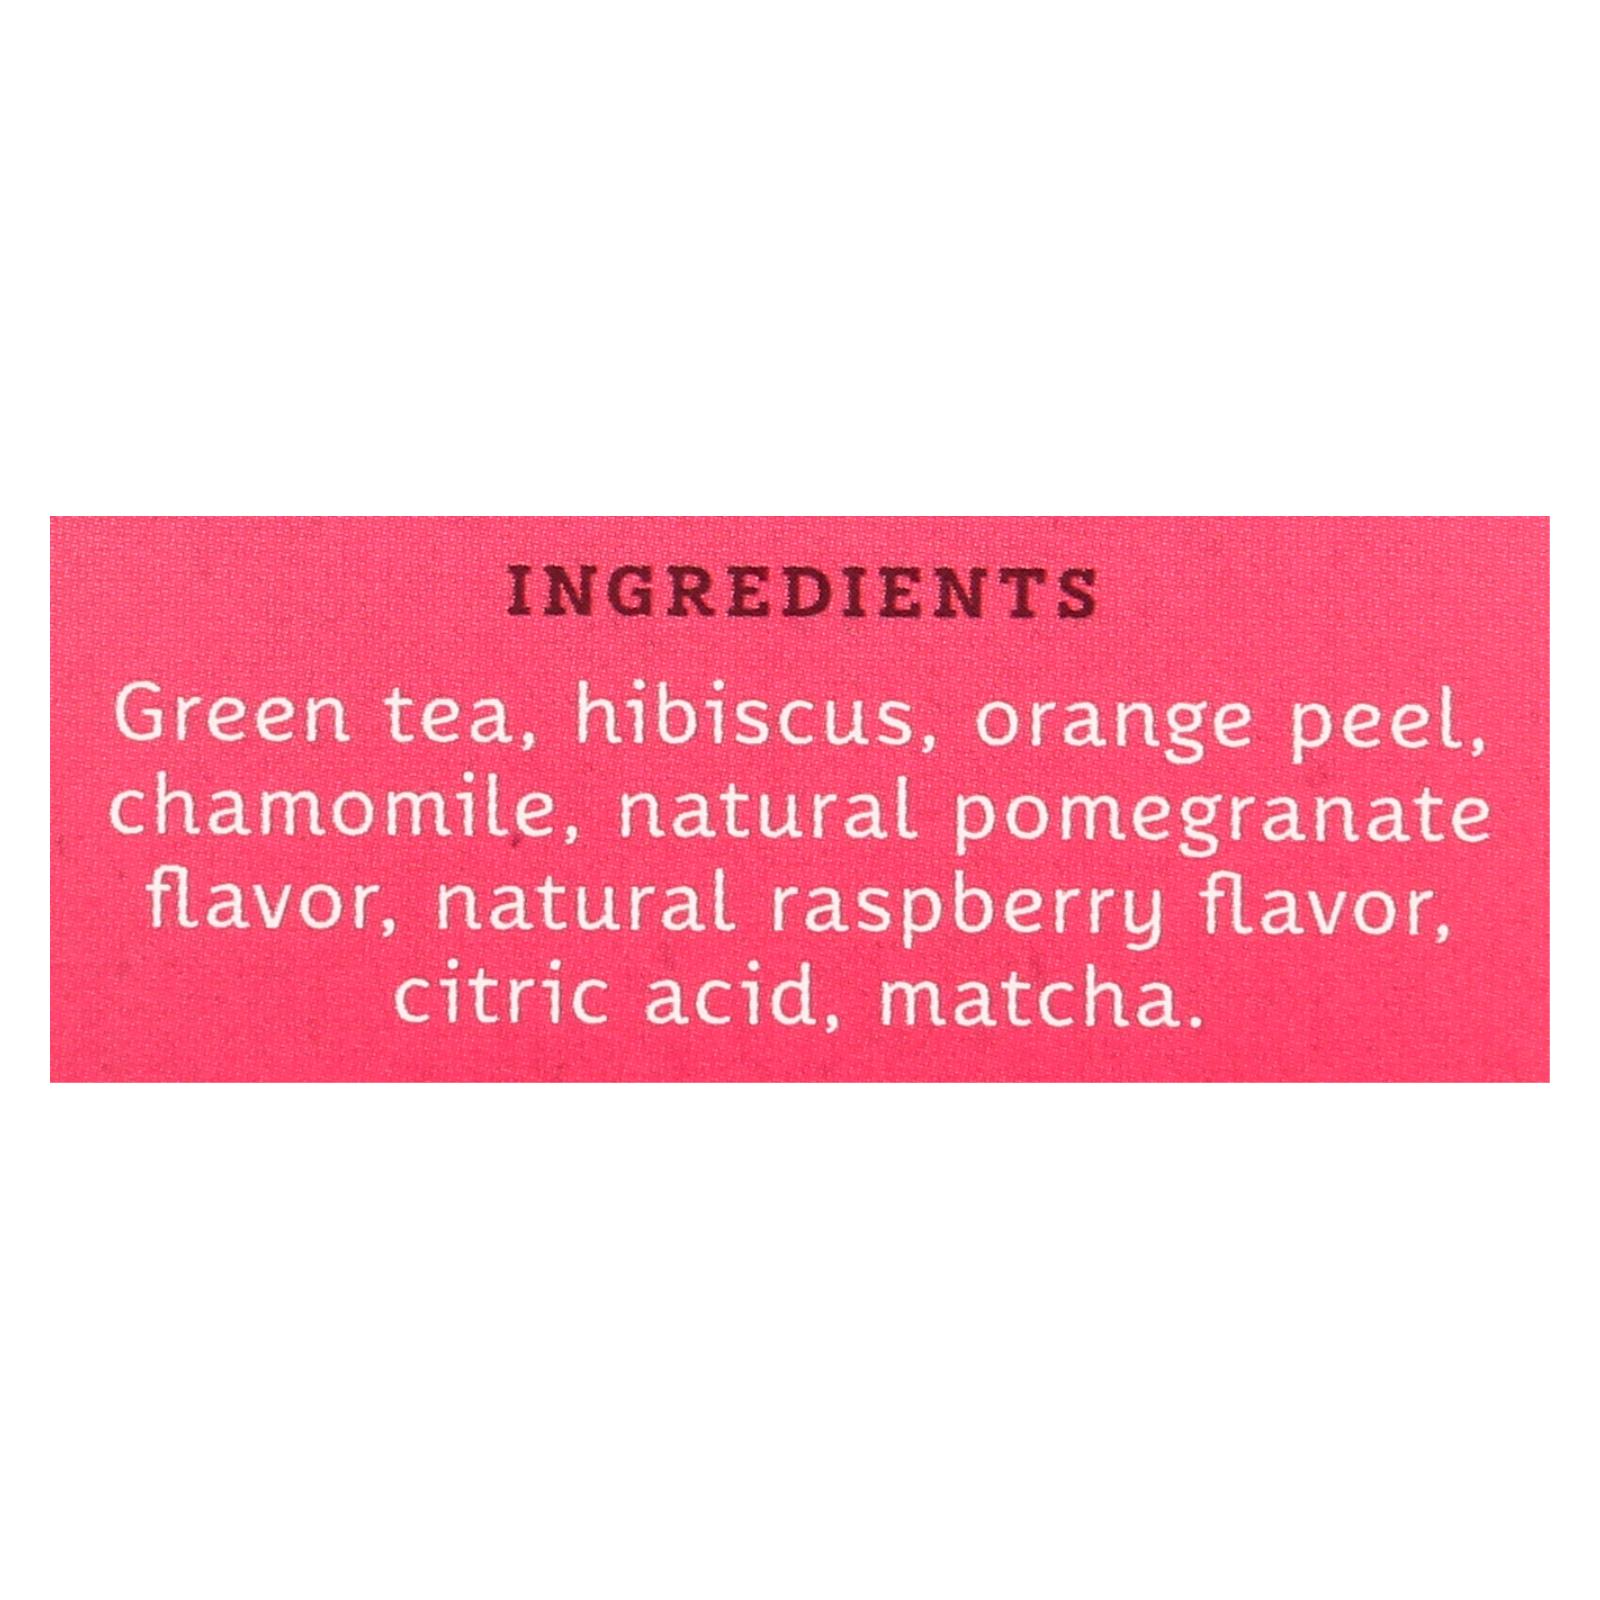 INGREDIENTS
Green tea, hibiscus, orange peel,
chamomile, natural pomegranate
flavor, natural raspberry flavor,
citric acid, matcha.